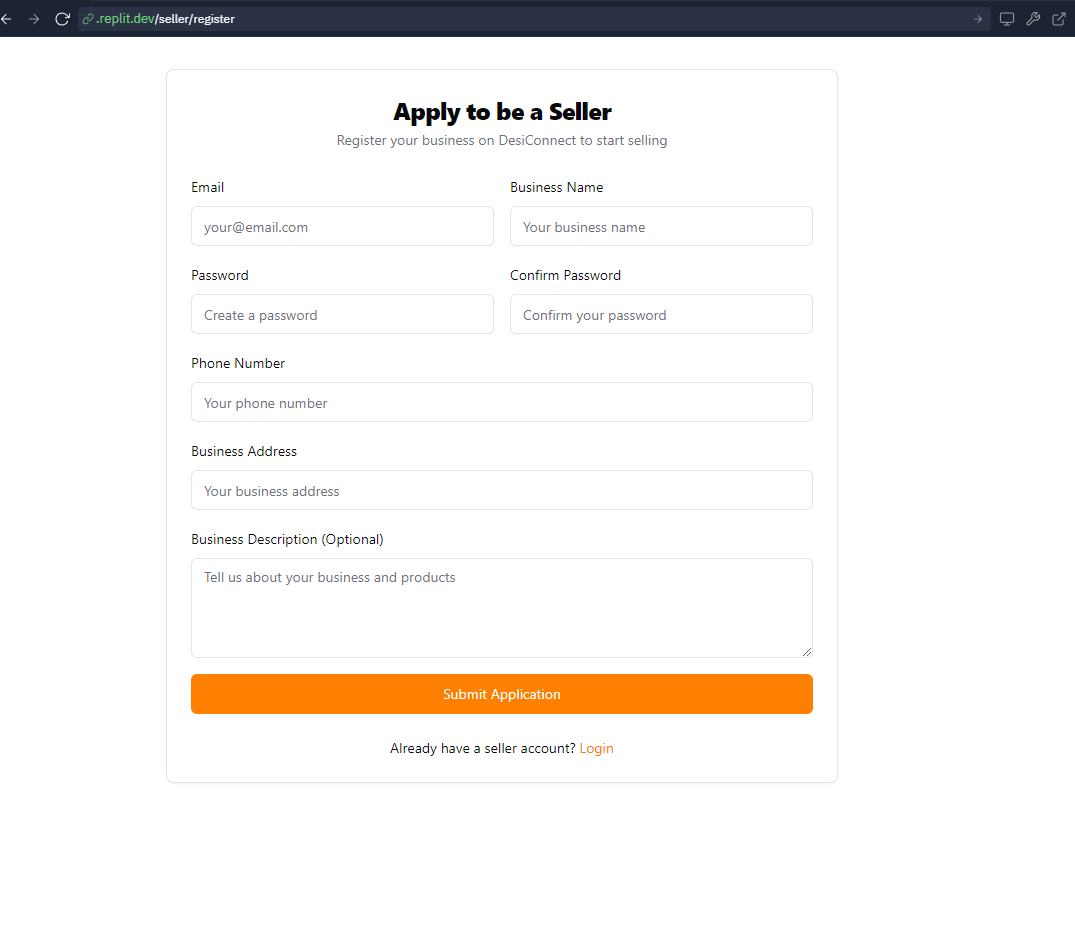 .replit.dev/seller/register
Apply to be a Seller
Register your business on DesiConnect to start selling
Email
Business Name
your@email.com
Your business name
Password
Confirm Password
Create a password
Confirm your password
Phone Number
Your phone number
Business Address
Your business address
Business Description (Optional)
Tell us about your business and products
Submit Application
Already have a seller account? Login